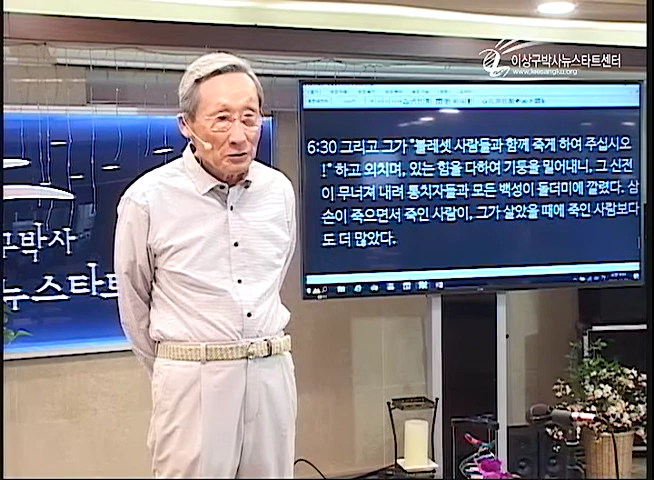 이상구박사뉴스타트센터
www.leesangku.org
6:30 그리고 그가 "블레셋 사람들과 함께 죽게 하여 주십시오
!" 하고 외치며, 있는 힘을 다하여 기둥을 밀어내니, 그 신전
이 무너져 내려 통치자들과 모든 백성이 돌더미에 깔렸다. 삼
손이 죽으면서 죽인 사람이, 그가 살았을 때에 죽인 사람보다
도 더 많았다.
구박사
뉴스타트